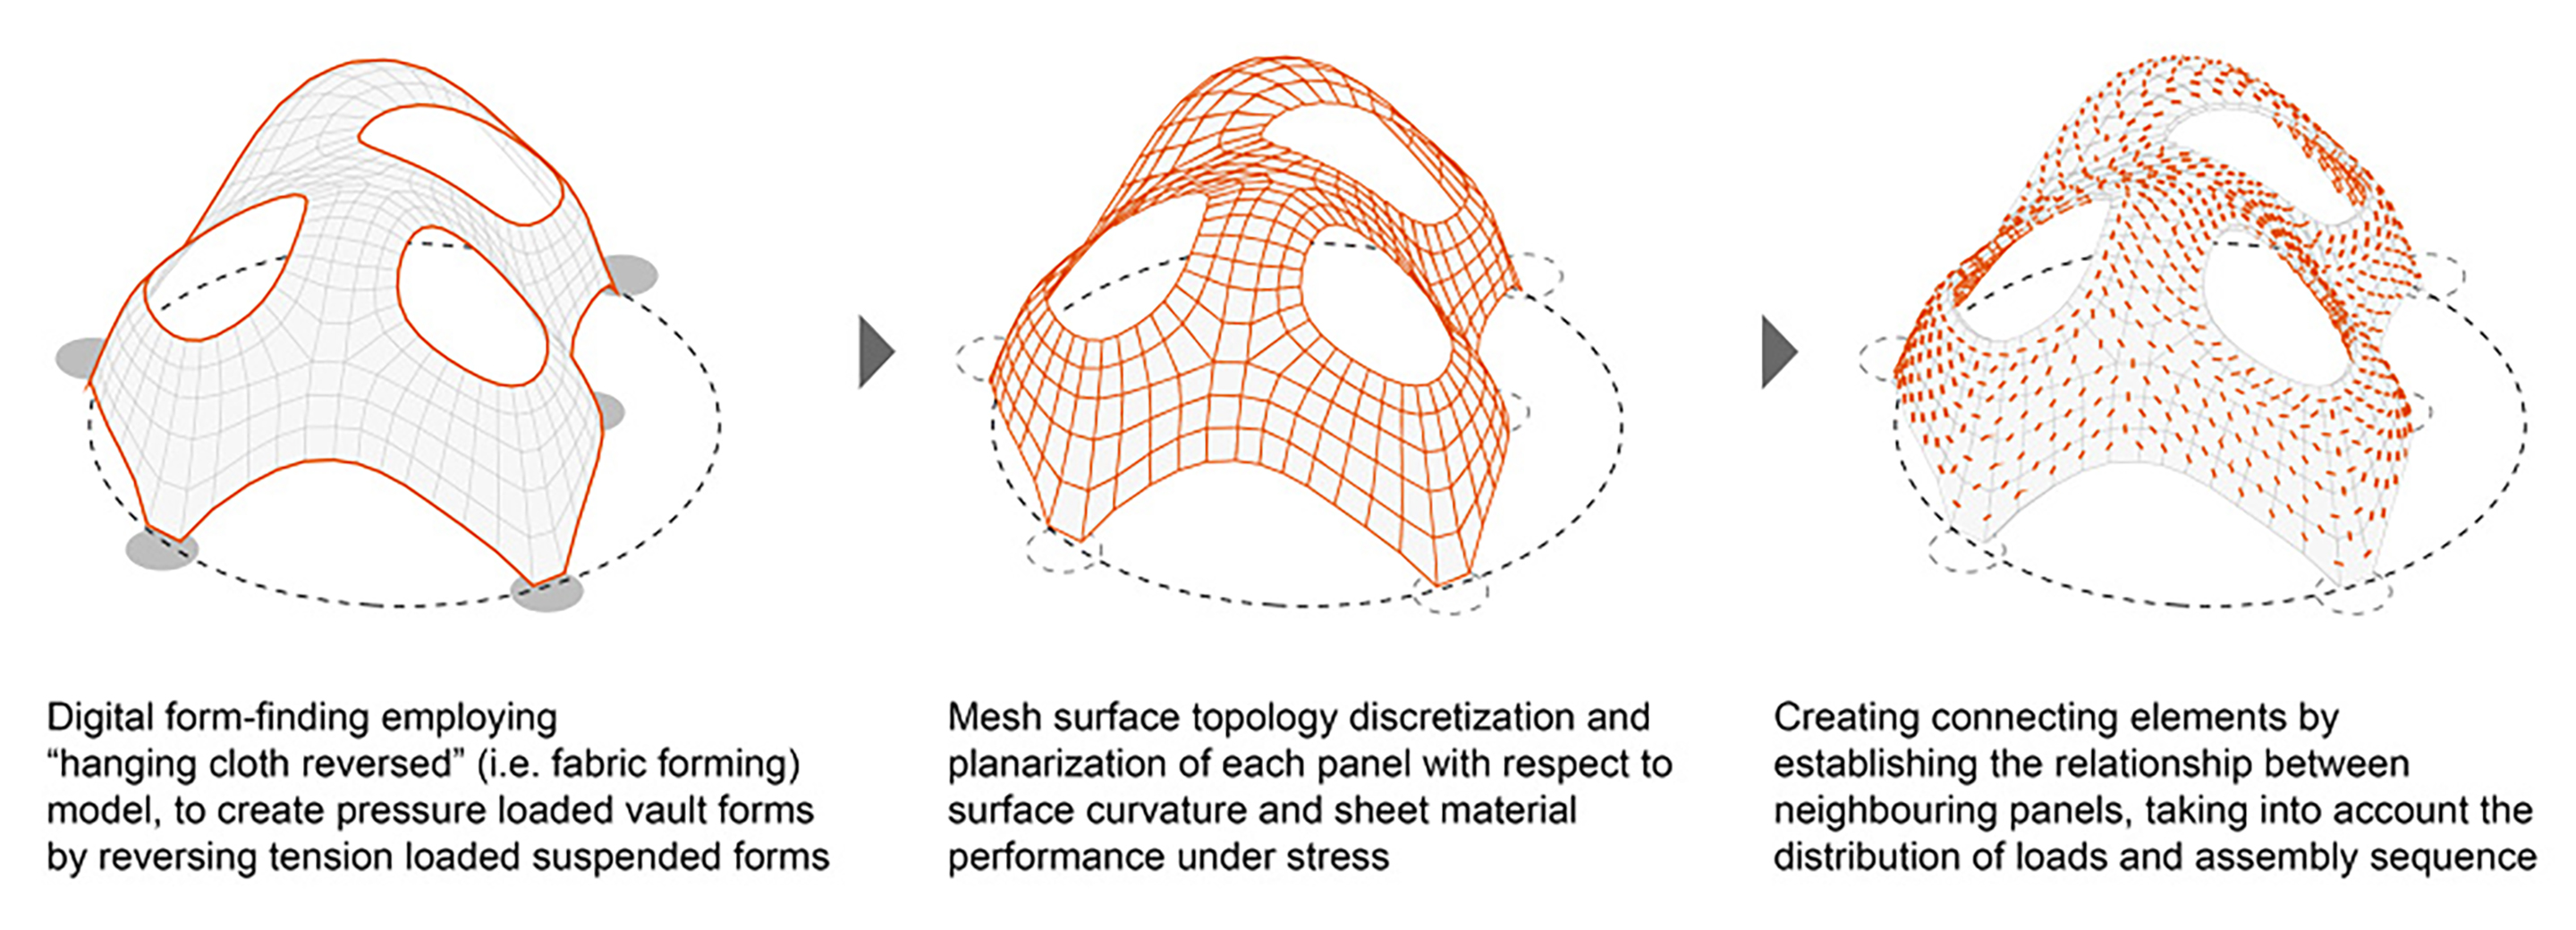 Digital form-finding employing
“hanging cloth reversed” (i.e. fabric forming)
model, to create pressure loaded vault forms
by reversing tension loaded suspended forms
Mesh surface topology discretization and
planarization of each panel with respect to
surface curvature and sheet material
performance under stress
Creating connecting elements by
establishing the relationship between
neighbouring panels, taking into account the
distribution of loads and assembly sequence